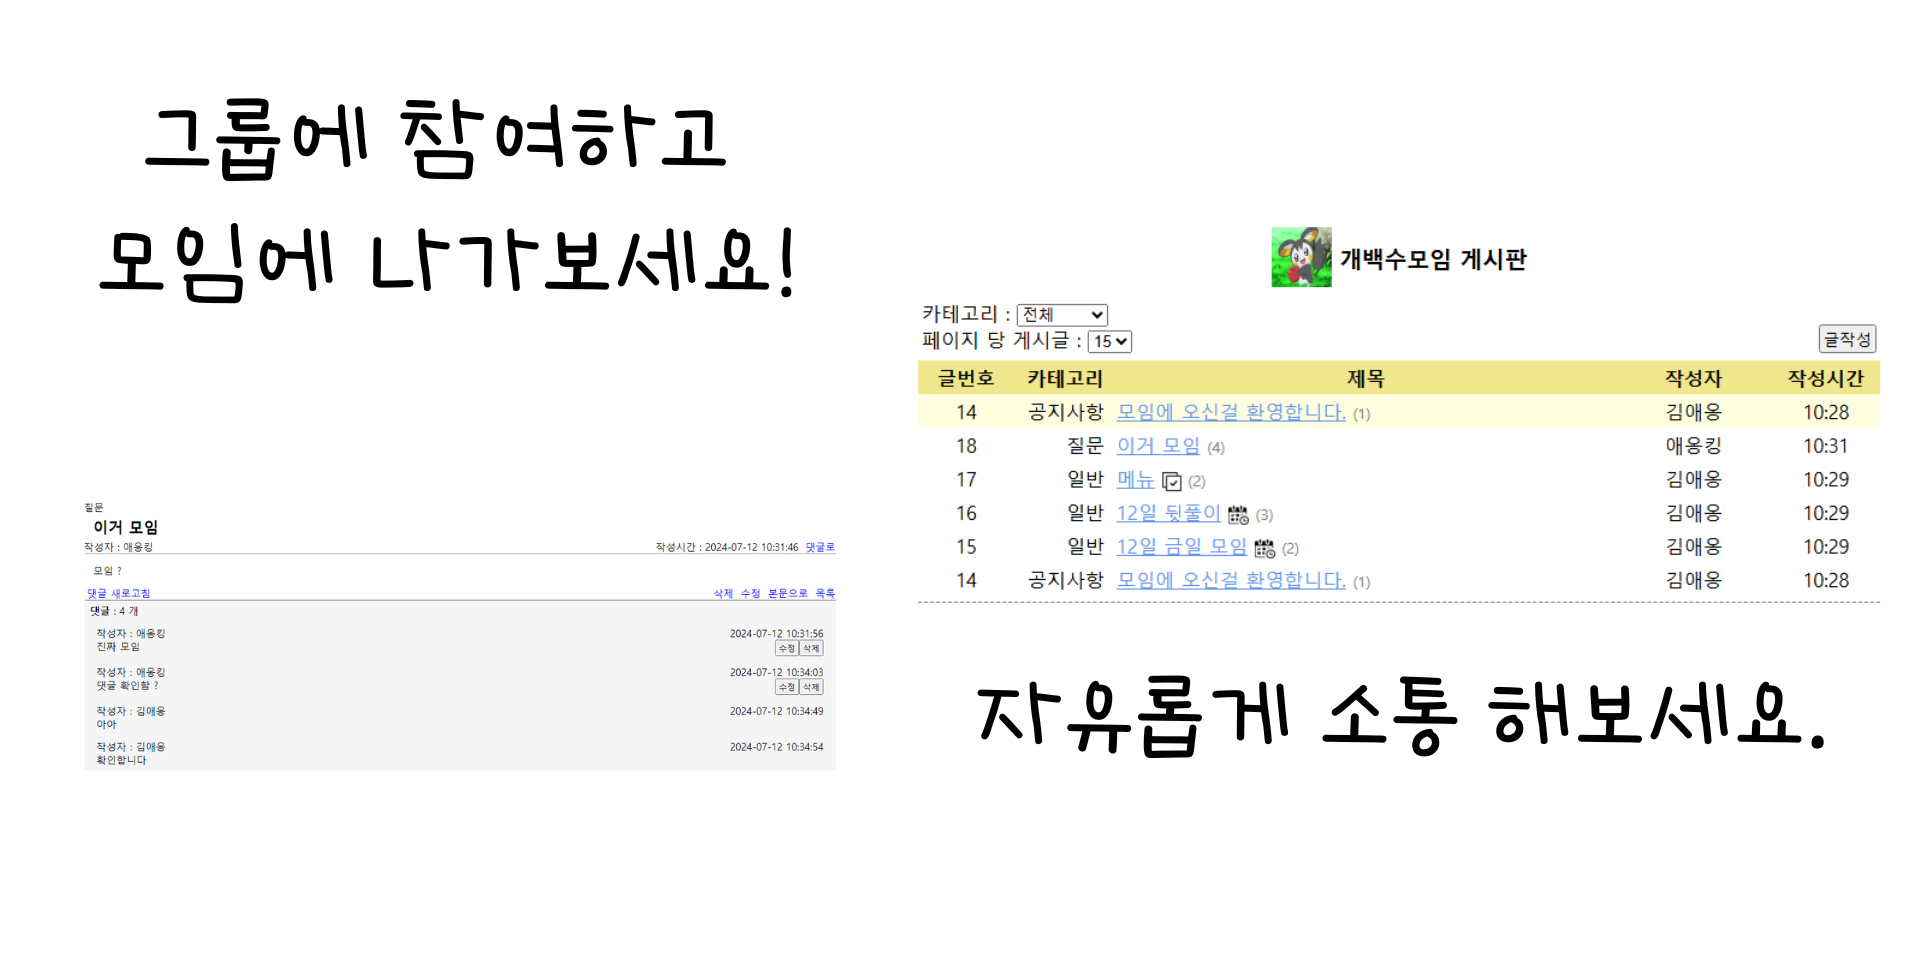 그룹에 참여하고
모임에 나가보세요!
질문
이거 모임
작성자 : 애옹킹 작성시간 : 2024-07-12 10:31:46 댓글로
모임 ?
댓글 새로고침 삭제 수정 본문으로 목록
댓글 : 4 개
작성자 : 애옹킹 2024-07-12 10:31:56
진짜 모임 수정 삭제
작성자 : 애옹킹 2024-07-12 10:34:03
댓글 확인함 ? 수정 삭제
작성자 : 김애옹 2024-07-12 10:34:49
아아
작성자 : 김애옹 2024-07-12 10:34:54
확인합니다
개백수모임 게시판
카테고리 : 전체
페이지 당 게시글 : 15 글작성
글번호 카테고리 제목 작성자 작성시간
14 공지사항 모임에 오신걸 환영합니다. (1) 김애옹 10:28
18 질문 이거 모임 (4) 애옹킹 10:31
17 일반 메뉴 (2) 김애옹 10:29
16 일반 12일 뒷풀이 (3) 김애옹 10:29
15 일반 12일 금일 모임 (2) 김애옹 10:29
14 공지사항 모임에 오신걸 환영합니다. (1) 김애옹 10:28
자유롭게 소통 해보세요.